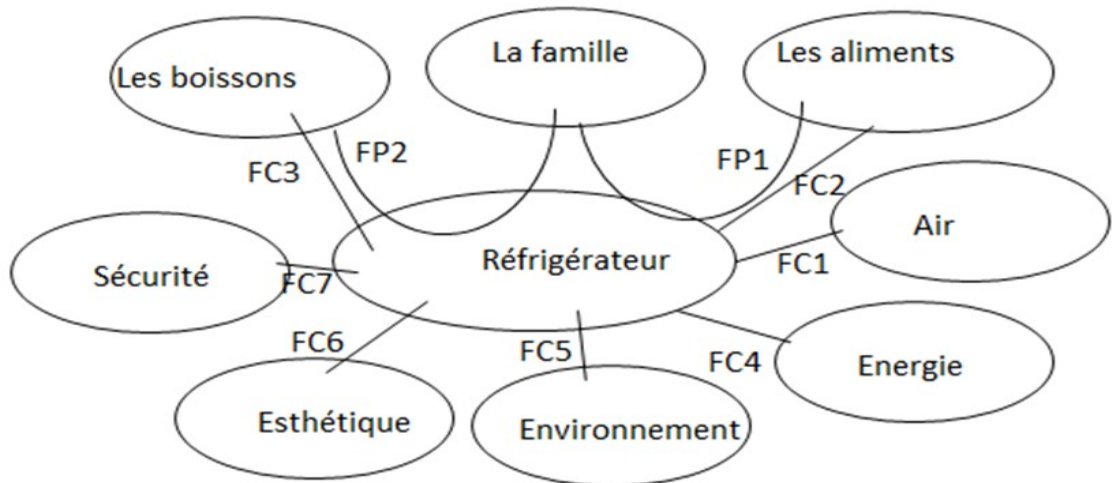 La famille
Les aliments
Les boissons
FP2
FP1
FC3
FC2
Air
Réfrigérateur
FC1
Sécurité
FC7
FC6
FC5
FC4
Energie
Esthétique
Environnement